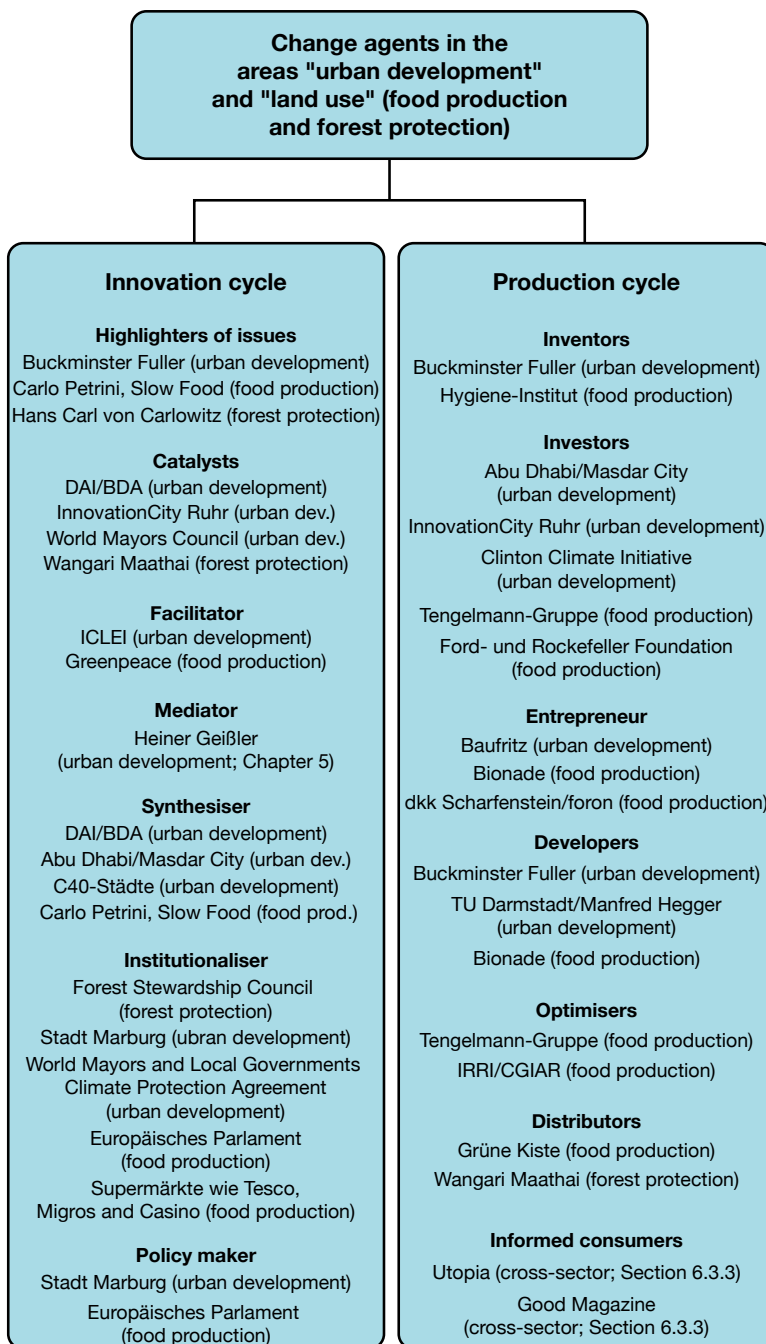 Change agents in the
areas "urban development"
and "land use" (food production
and forest protection)
Innovation cycle
Highlighters of issues
Buckminster Fuller (urban development)
Carlo Petrini, Slow Food (food production)
Hans Carl von Carlowitz (forest protection)
Catalysts
DAI/BDA (urban development)
InnovationCity Ruhr (urban dev.)
World Mayors Council (urban dev.)
Wangari Maathai (forest protection)
Facilitator
ICLEI (urban development)
Greenpeace (food production)
Mediator
Heiner Geißler
(urban development; Chapter 5)
Synthesiser
DAI/BDA (urban development)
Abu Dhabi/Masdar City (urban dev.)
C40-Städte (urban development)
Carlo Petrini, Slow Food (food prod.)
Institutionaliser
Forest Stewardship Council
(forest protection)
Stadt Marburg (ubran development)
World Mayors and Local Governments
Climate Protection Agreement
(urban development)
Europäisches Parlament
(food production)
Supermärkte wie Tesco,
Migros and Casino (food production)
Policy maker
Stadt Marburg (urban development)
Europäisches Parlament
(food production)
Production cycle
Inventors
Buckminster Fuller (urban development)
Hygiene-Institut (food production)
Investors
Abu Dhabi/Masdar City
(urban development)
InnovationCity Ruhr (urban development)
Clinton Climate Initiative
(urban development)
Tengelmann-Gruppe (food production)
Ford- und Rockefeller Foundation
(food production)
Entrepreneur
Baufritz (urban development)
Bionade (food production)
dkk Scharfenstein/foron (food production)
Developers
Buckminster Fuller (urban development)
TU Darmstadt/Manfred Hegger
(urban development)
Bionade (food production)
Optimisers
Tengelmann-Gruppe (food production)
IRRI/CGIAR (food production)
Distributors
Grüne Kiste (food production)
Wangari Maathai (forest protection)
Informed consumers
Utopia (cross-sector; Section 6.3.3)
Good Magazine
(cross-sector; Section 6.3.3)